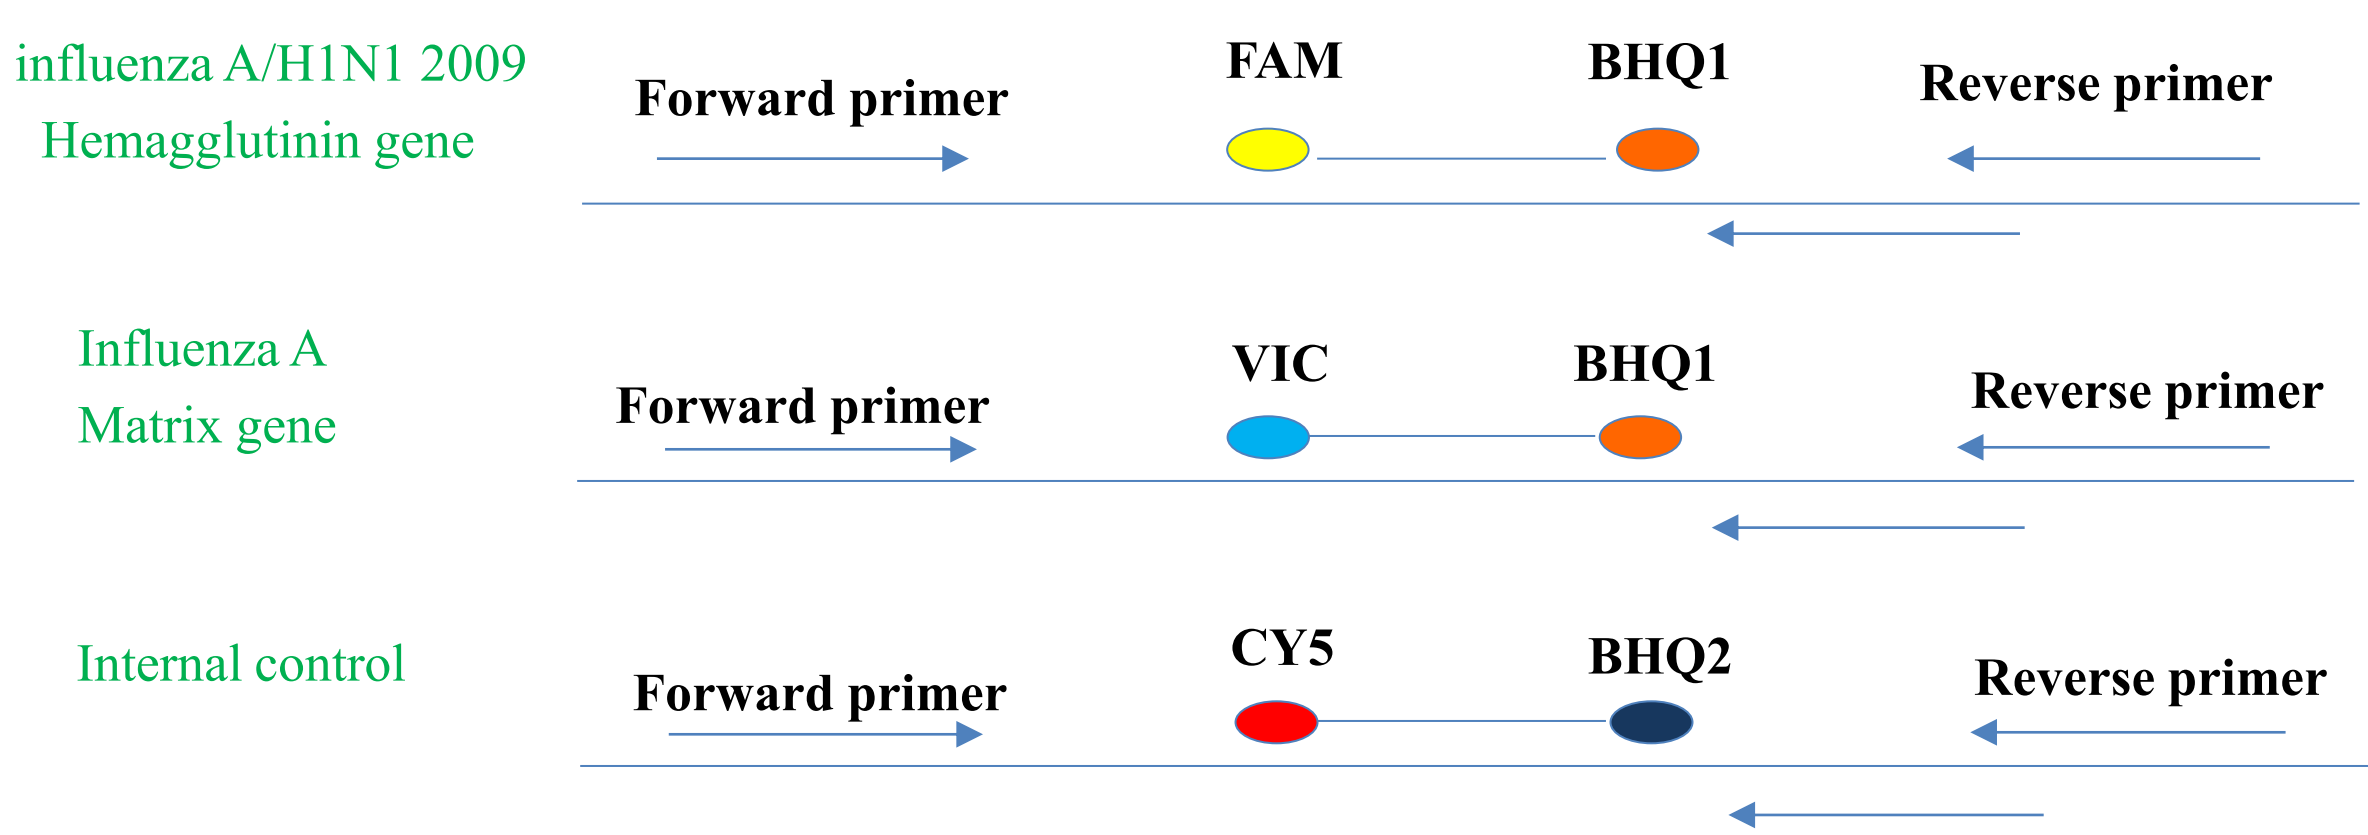 influenza A/H1N1 2009
Hemagglutinin gene
Forward primer
FAM
BHQ1
Reverse primer
Influenza A
Matrix gene
Forward primer
VIC
BHQ1
Reverse primer
Internal control
Forward primer
CY5
BHQ2
Reverse primer